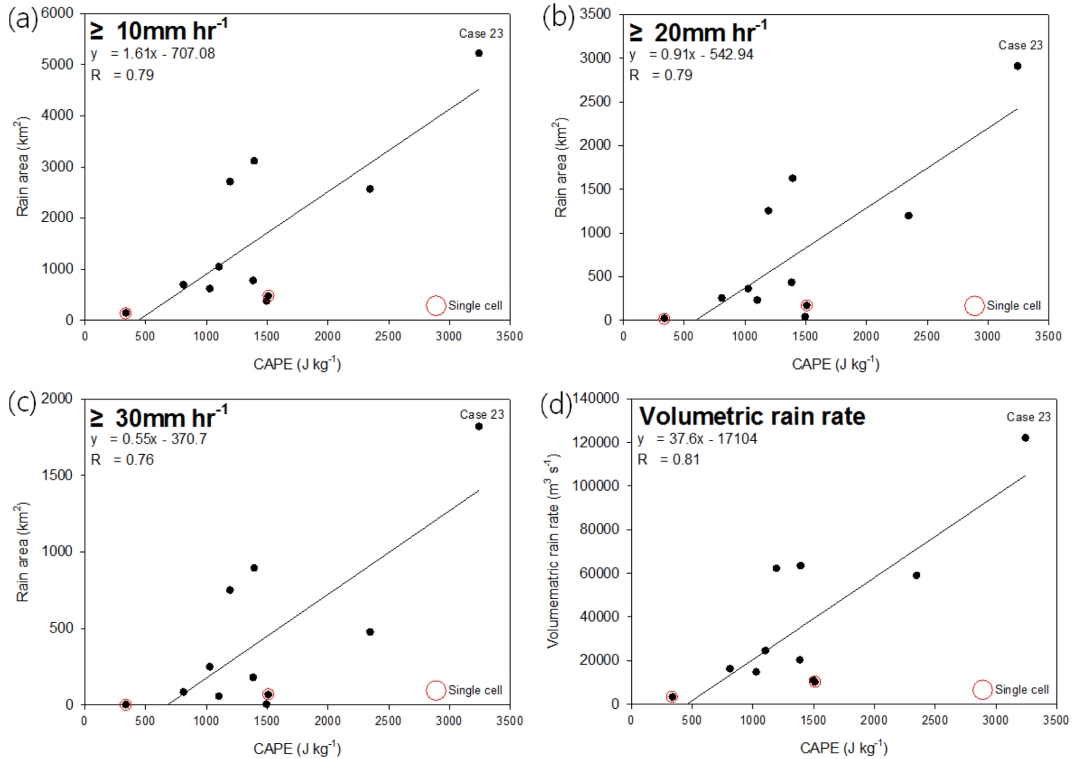 (a)
≥ 10mm hr⁻¹
y = 1.61x - 707.08
R = 0.79
Case 23
Rain area (km²)
6000
5000
4000
3000
2000
1000
0
Single cell
0 500 1000 1500 2000 2500 3000 3500
CAPE (J kg⁻¹)
(b)
≥ 20mm hr⁻¹
y = 0.91x - 542.94
R = 0.79
Case 23
Rain area (km²)
3500
3000
2500
2000
1500
1000
500
0
Single cell
0 500 1000 1500 2000 2500 3000 3500
CAPE (J kg⁻¹)
(c)
≥ 30mm hr⁻¹
y = 0.55x - 370.7
R = 0.76
Case 23
Rain area (km²)
2000
1500
1000
500
0
Single cell
0 500 1000 1500 2000 2500 3000 3500
CAPE (J kg⁻¹)
(d)
Volumetric rain rate
y = 37.6x - 17104
R = 0.81
Case 23
Volumematric rain rate (m³ s⁻¹)
140000
120000
100000
80000
60000
40000
20000
0
Single cell
0 500 1000 1500 2000 2500 3000 3500
CAPE (J kg⁻¹)